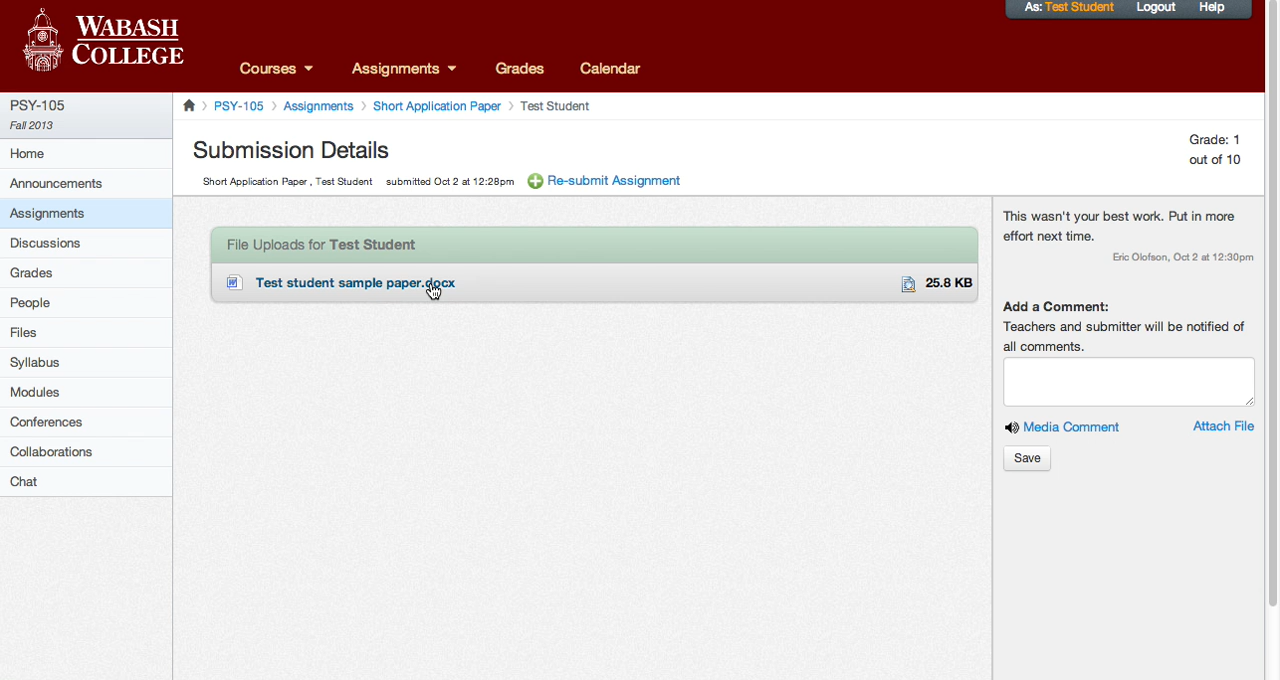 WABASH
COLLEGE
As: Test Student Logout Help
Courses Assignments Grades Calendar
PSY-105
Fall 2013
Home
Announcements
Assignments
Discussions
Grades
People
Files
Syllabus
Modules
Conferences
Collaborations
Chat
PSY-105 Assignments Short Application Paper Test Student
Submission Details
Short Application Paper , Test Student submitted Oct 2 at 12:28pm Re-submit Assignment
Grade: 1
out of 10
File Uploads for Test Student
Test student sample paper.docx 25.8 KB
This wasn't your best work. Put in more
effort next time.
Eric Olofson, Oct 2 at 12:30pm
Add a Comment:
Teachers and submitter will be notified of
all comments.
Media Comment Attach File
Save